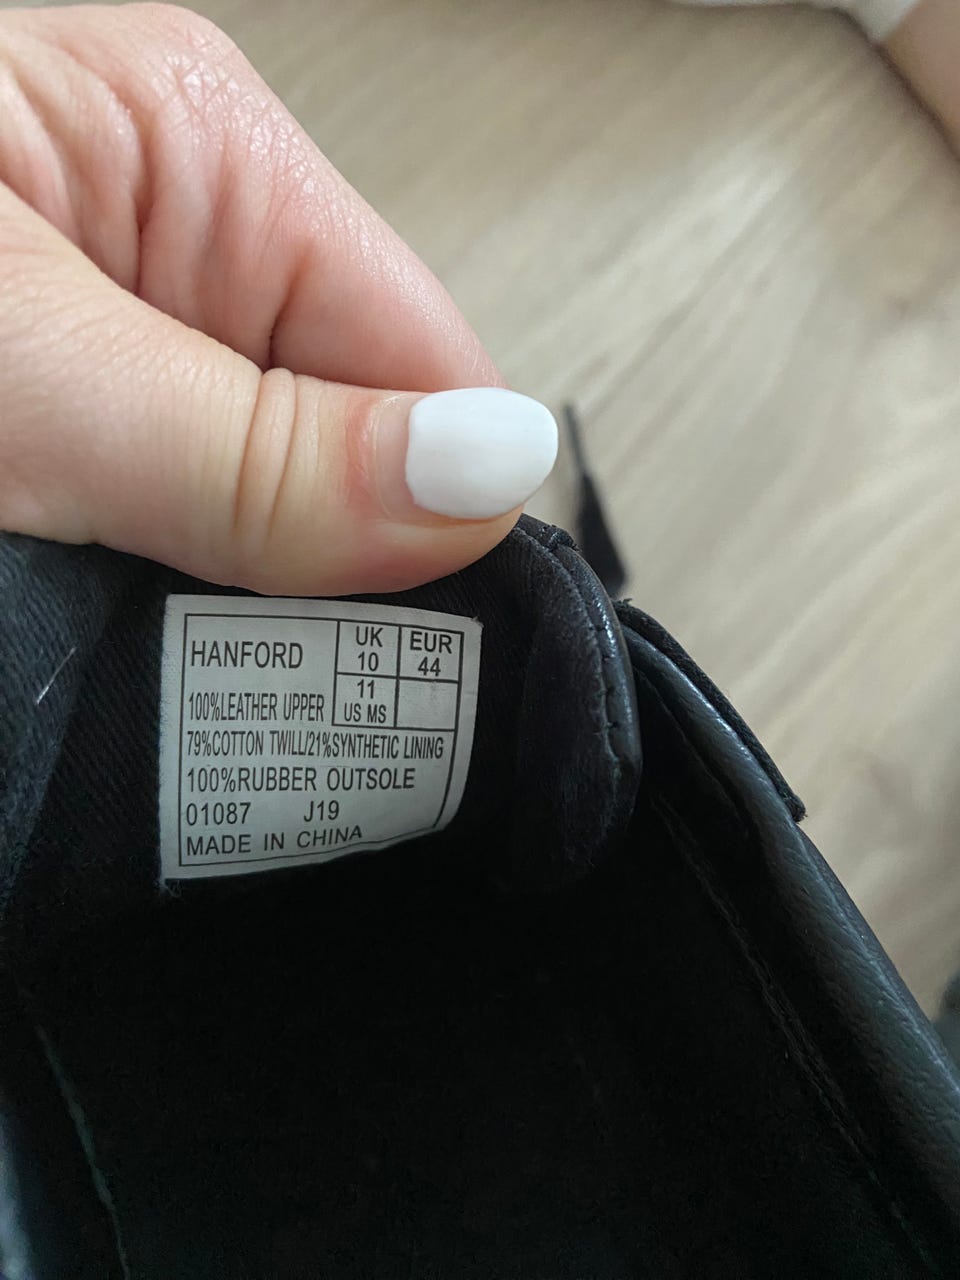 HANFORD
UK
10
EUR
44
11
US MS
100%LEATHER UPPER
79%COTTON TWILL/21%SYNTHETIC LINING
100%RUBBER OUTSOLE
01087 J19
MADE IN CHINA